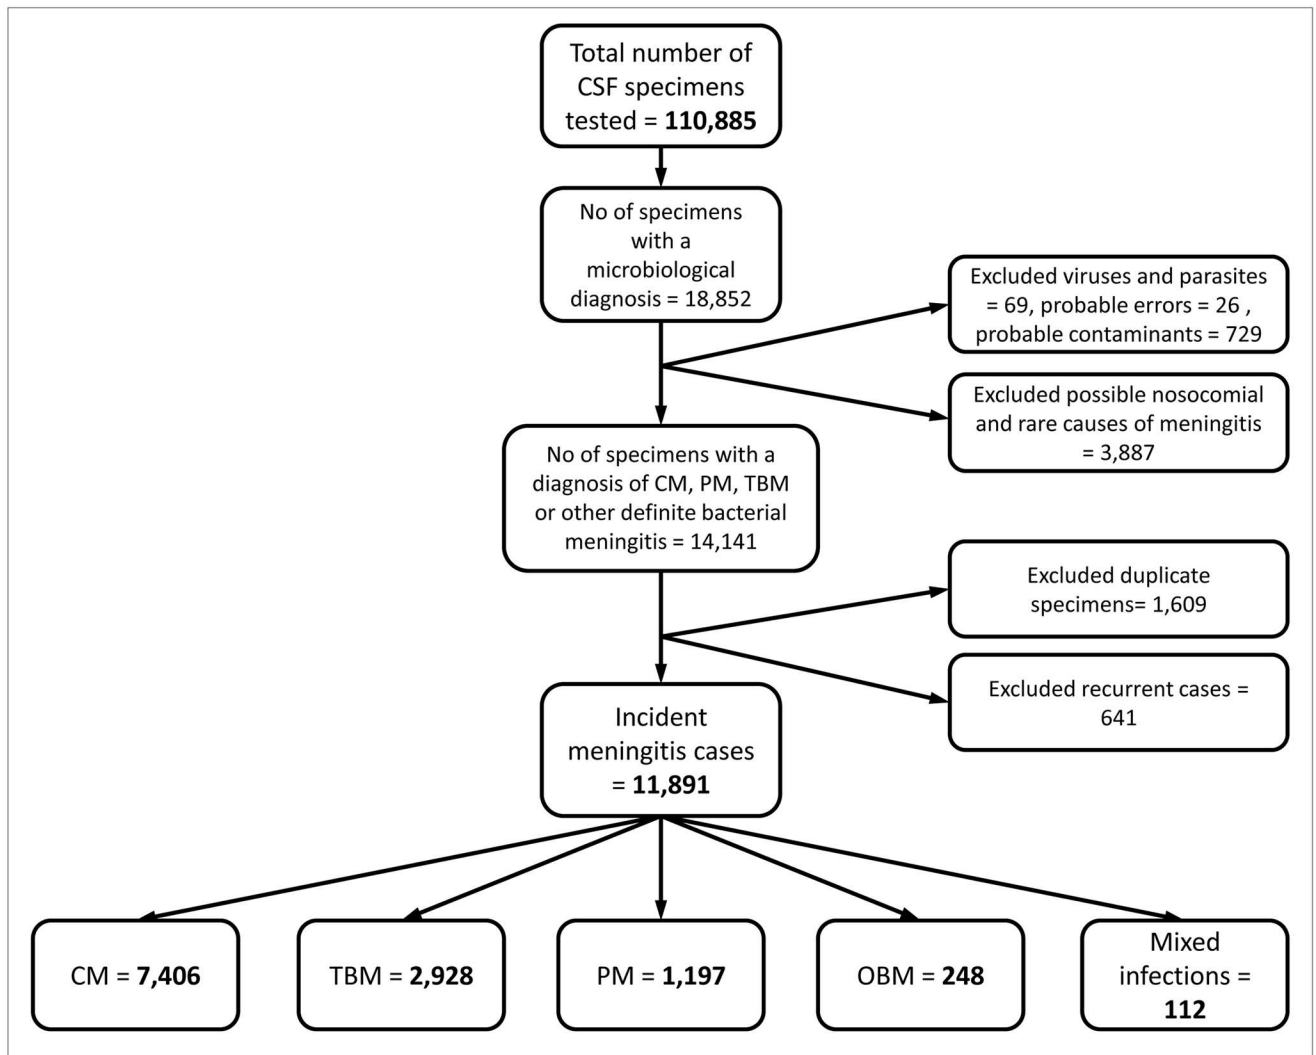 Total number of
CSF specimens
tested = 110,885
No of specimens
with a
microbiological
diagnosis = 18,852
Excluded viruses and parasites
= 69, probable errors = 26 ,
probable contaminants = 729
Excluded possible nosocomial
and rare causes of meningitis
= 3,887
No of specimens with a
diagnosis of CM, PM, TBM
or other definite bacterial
meningitis = 14,141
Excluded duplicate
specimens= 1,609
Excluded recurrent cases =
641
Incident
meningitis cases
= 11,891
CM = 7,406
TBM = 2,928
PM = 1,197
OBM = 248
Mixed
infections =
112